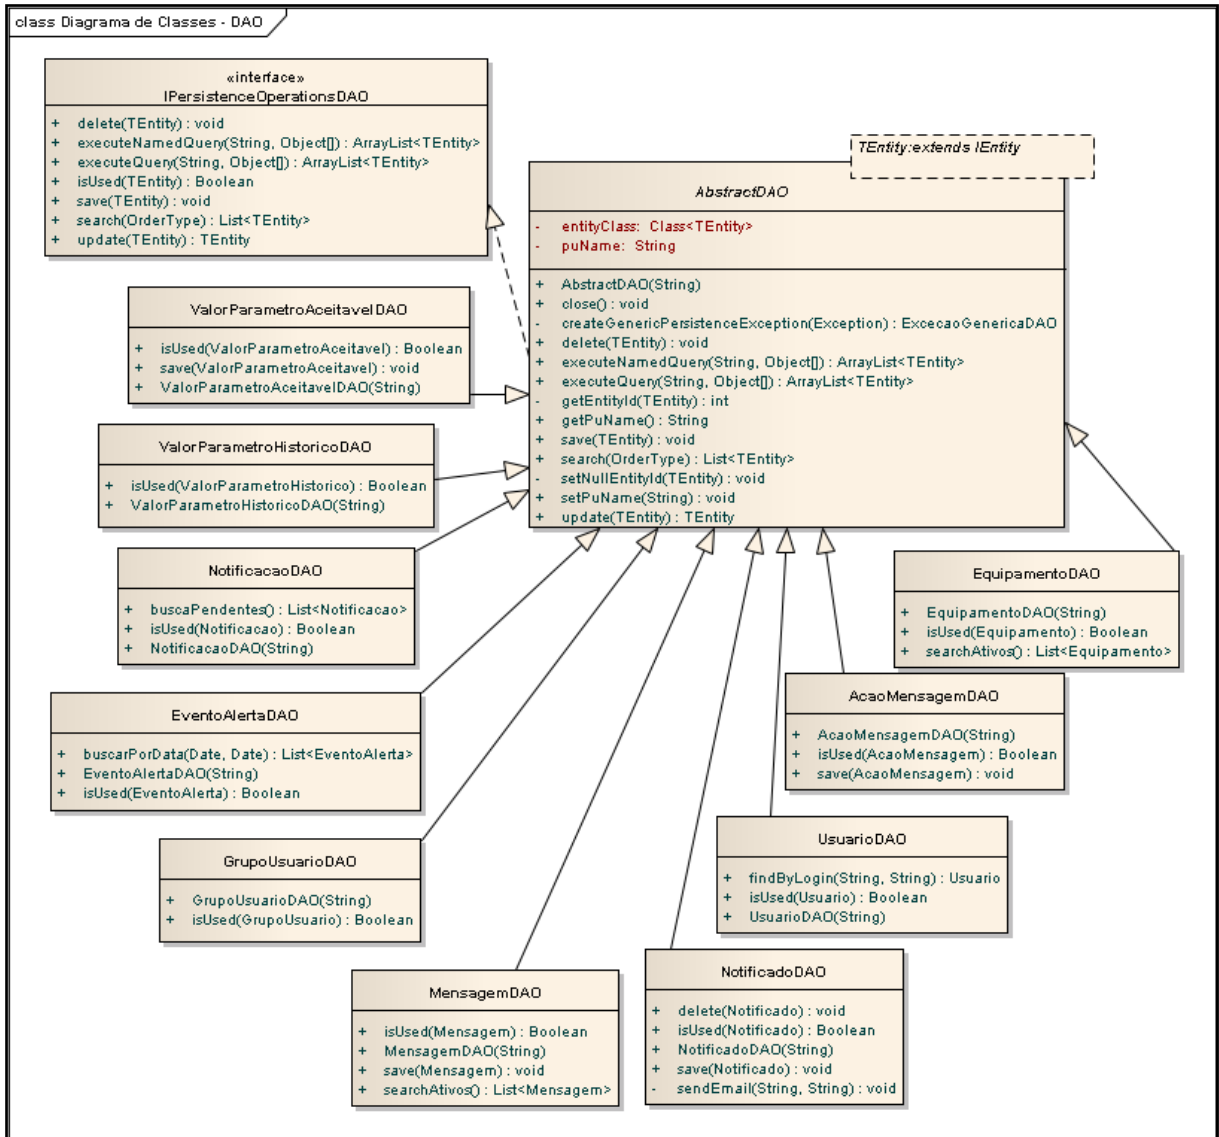 class Diagrama de Classes - DAO
«interface»
IPersistenceOperationsDAO
+ delete(TEntity) : void
+ executeNamedQuery(String, Object[]) : ArrayList<TEntity>
+ executeQuery(String, Object[]) : ArrayList<TEntity>
+ isUsed(TEntity) : Boolean
+ save(TEntity) : void
+ search(OrderType) : List<TEntity>
+ update(TEntity) : TEntity
TEntity:extends IEntity
AbstractDAO
- entityClass: Class<TEntity>
- puName: String
+ AbstractDAO(String)
+ close() : void
- createGenericPersistenceException(Exception) : ExcecaoGenericaDAO
+ delete(TEntity) : void
+ executeNamedQuery(String, Object[]) : ArrayList<TEntity>
+ executeQuery(String, Object[]) : ArrayList<TEntity>
- getEntityId(TEntity) : int
+ getPuName() : String
+ save(TEntity) : void
+ search(OrderType) : List<TEntity>
- setNullEntityId(TEntity) : void
+ setPuName(String) : void
+ update(TEntity) : TEntity
ValorParametroAceitavelDAO
+ isUsed(ValorParametroAceitavel) : Boolean
+ save(ValorParametroAceitavel) : void
+ ValorParametroAceitavelDAO(String)
ValorParametroHistoricoDAO
+ isUsed(ValorParametroHistorico) : Boolean
+ ValorParametroHistoricoDAO(String)
NotificacaoDAO
+ buscaPendentes() : List<Notificacao>
+ isUsed(Notificacao) : Boolean
+ NotificacaoDAO(String)
EquipamentoDAO
+ EquipamentoDAO(String)
+ isUsed(Equipamento) : Boolean
+ searchAtivos() : List<Equipamento>
EventoAlertaDAO
+ buscarPorData(Date, Date) : List<EventoAlerta>
+ EventoAlertaDAO(String)
+ isUsed(EventoAlerta) : Boolean
AcaoMensagemDAO
+ AcaoMensagemDAO(String)
+ isUsed(AcaoMensagem) : Boolean
+ save(AcaoMensagem) : void
GrupoUsuarioDAO
+ GrupoUsuarioDAO(String)
+ isUsed(GrupoUsuario) : Boolean
UsuarioDAO
+ findByLogin(String, String) : Usuario
+ isUsed(Usuario) : Boolean
+ UsuarioDAO(String)
MensagemDAO
+ isUsed(Mensagem) : Boolean
+ MensagemDAO(String)
+ save(Mensagem) : void
+ searchAtivos() : List<Mensagem>
NotificadoDAO
+ delete(Notificado) : void
+ isUsed(Notificado) : Boolean
+ NotificadoDAO(String)
+ save(Notificado) : void
- sendEmail(String, String) : void